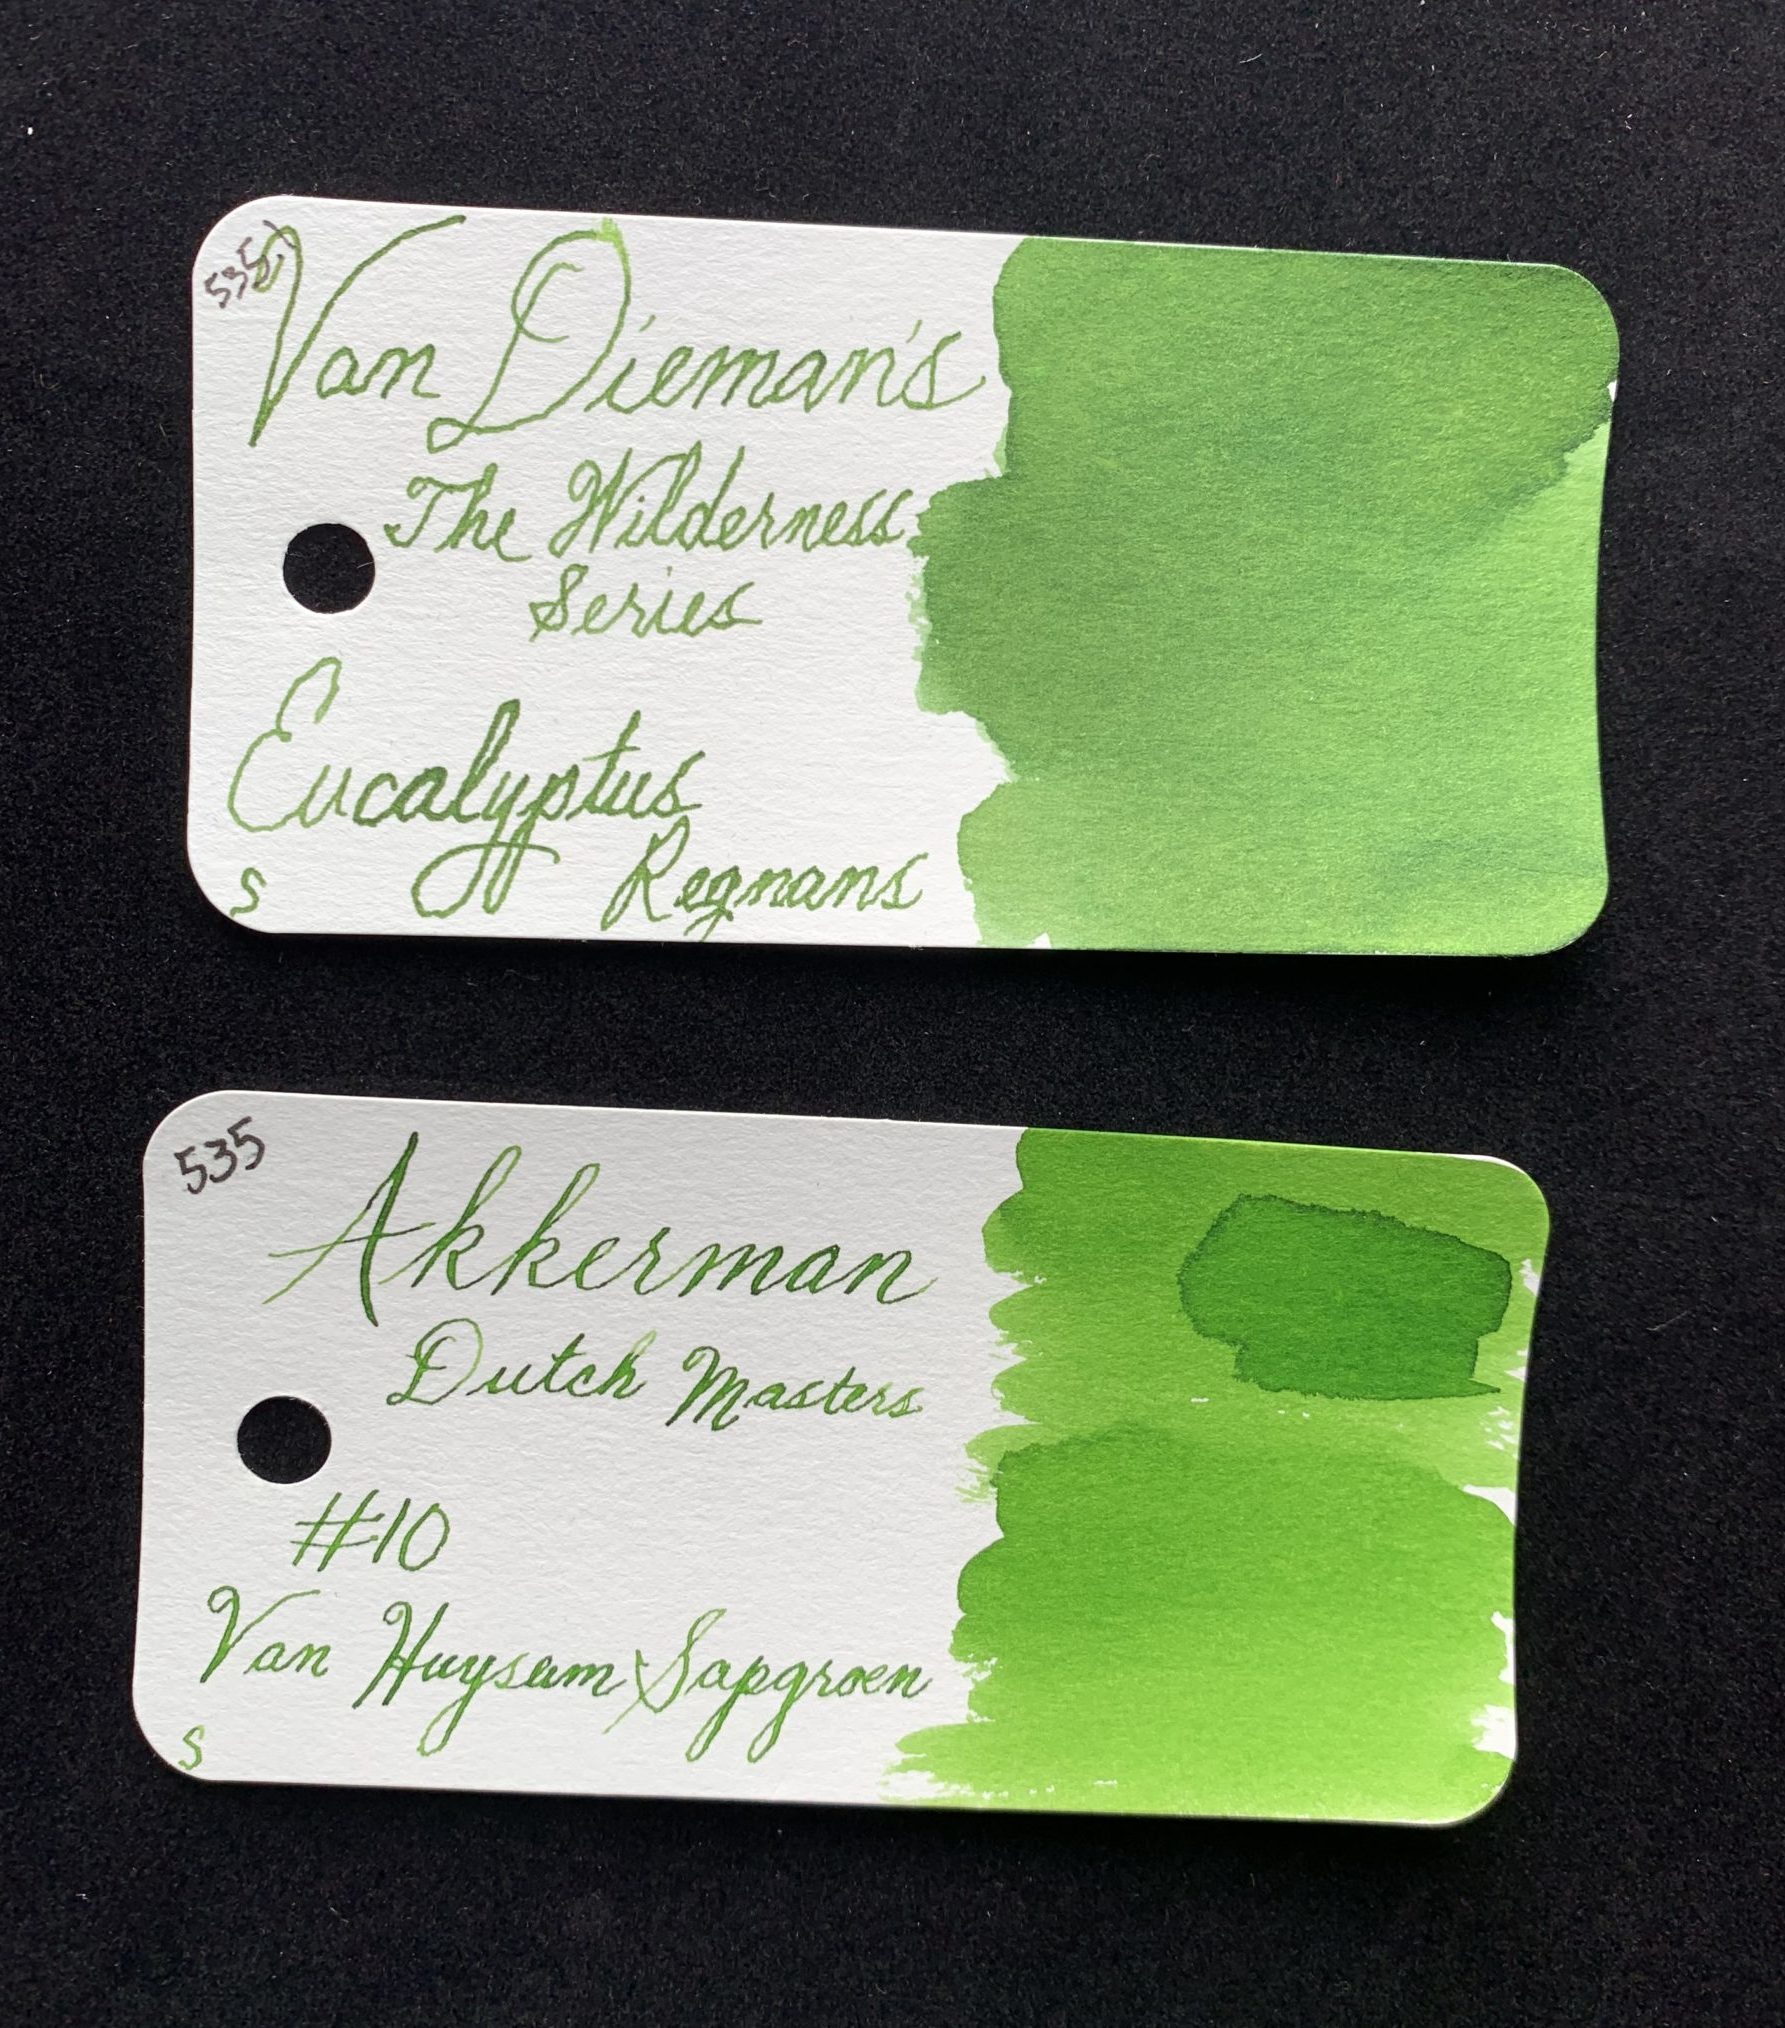 535
Van Dieman's
The Wilderness
Series
Eucalyptus
Regnans
S
535
Akkerman
Dutch Masters
#10
Van Huysum Sapgroen
S